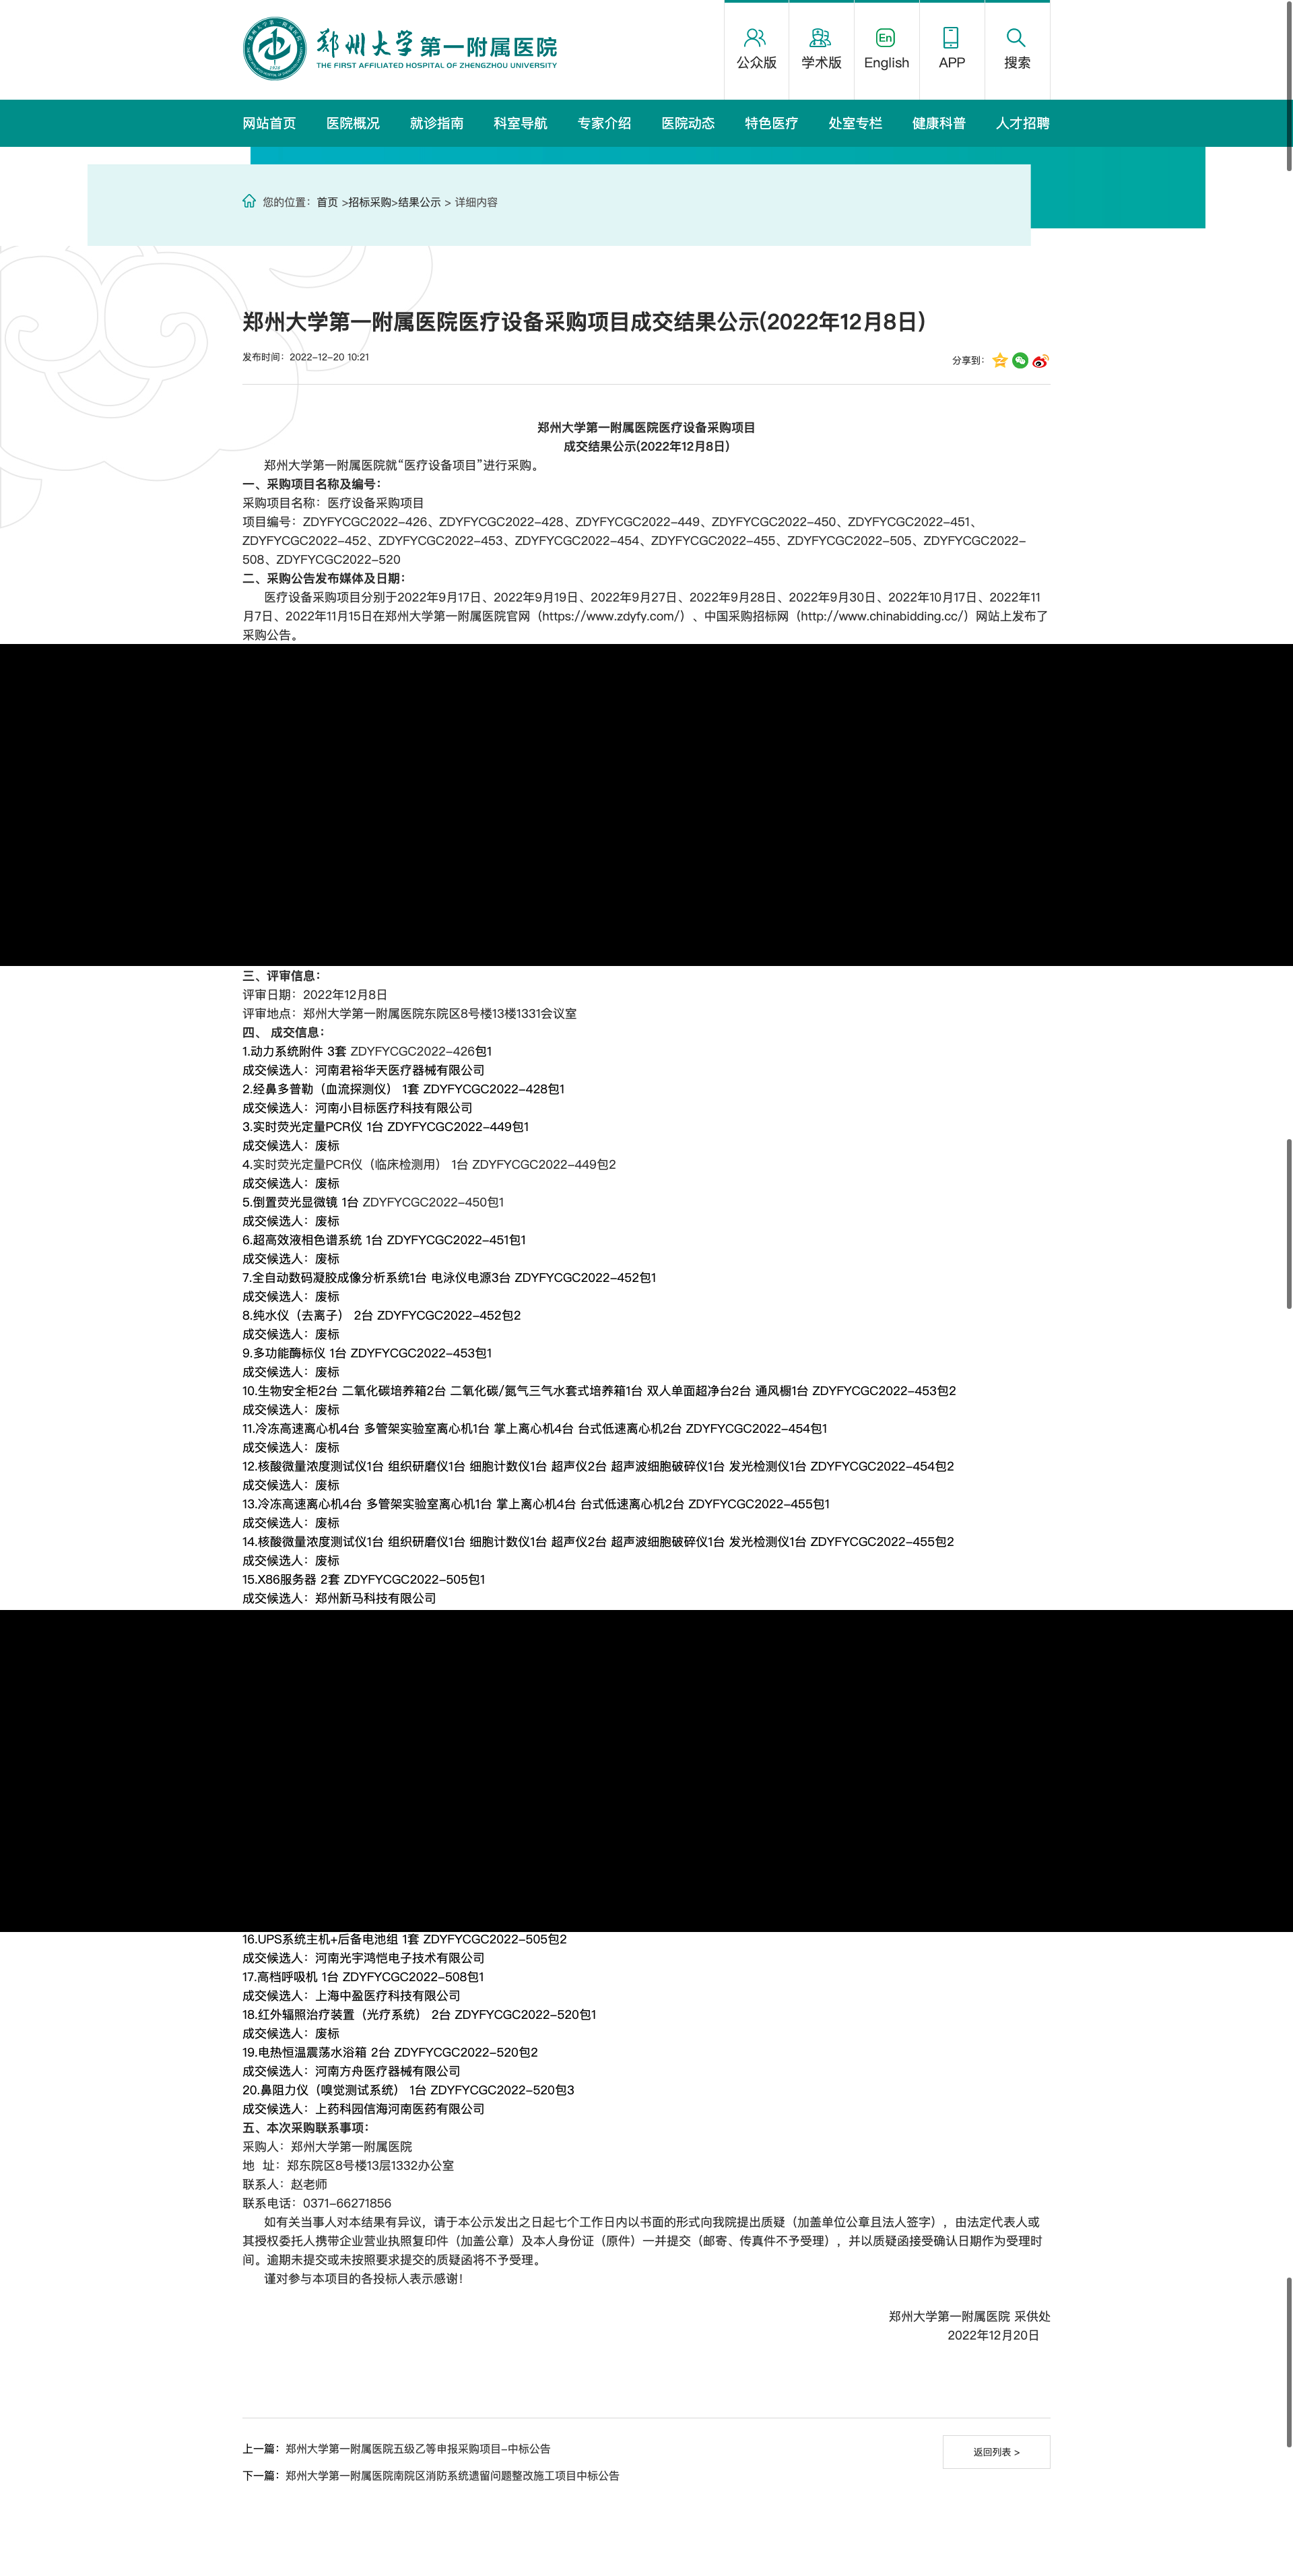 郑州大学第一附属医院
THE FIRST AFFILIATED HOSPITAL OF ZHENGZHOU UNIVERSITY
公众版
学术版
En
English
APP
搜索
网站首页 医院概况 就诊指南 科室导航 专家介绍 医院动态 特色医疗 处室专栏 健康科普 人才招聘
您的位置：首页 >招标采购>结果公示 > 详细内容
郑州大学第一附属医院医疗设备采购项目成交结果公示(2022年12月8日)
发布时间：2022-12-20 10:21
分享到：
郑州大学第一附属医院医疗设备采购项目
成交结果公示(2022年12月8日)
郑州大学第一附属医院就“医疗设备项目”进行采购。
一、采购项目名称及编号：
采购项目名称：医疗设备采购项目
项目编号：ZDYFYCGC2022-426、ZDYFYCGC2022-428、ZDYFYCGC2022-449、ZDYFYCGC2022-450、ZDYFYCGC2022-451、
ZDYFYCGC2022-452、ZDYFYCGC2022-453、ZDYFYCGC2022-454、ZDYFYCGC2022-455、ZDYFYCGC2022-505、ZDYFYCGC2022-
508、ZDYFYCGC2022-520
二、采购公告发布媒体及日期：
医疗设备采购项目分别于2022年9月17日、2022年9月19日、2022年9月27日、2022年9月28日、2022年9月30日、2022年10月17日、2022年11
月7日、2022年11月15日在郑州大学第一附属医院官网（https://www.zdyfy.com/）、中国采购招标网（http://www.chinabidding.cc/）网站上发布了
采购公告。
三、评审信息：
评审日期：2022年12月8日
评审地点：郑州大学第一附属医院东院区8号楼13楼1331会议室
四、 成交信息：
1.动力系统附件 3套 ZDYFYCGC2022-426包1
成交候选人：河南君裕华天医疗器械有限公司
2.经鼻多普勒（血流探测仪） 1套 ZDYFYCGC2022-428包1
成交候选人：河南小目标医疗科技有限公司
3.实时荧光定量PCR仪 1台 ZDYFYCGC2022-449包1
成交候选人：废标
4.实时荧光定量PCR仪（临床检测用） 1台 ZDYFYCGC2022-449包2
成交候选人：废标
5.倒置荧光显微镜 1台 ZDYFYCGC2022-450包1
成交候选人：废标
6.超高效液相色谱系统 1台 ZDYFYCGC2022-451包1
成交候选人：废标
7.全自动数码凝胶成像分析系统1台 电泳仪电源3台 ZDYFYCGC2022-452包1
成交候选人：废标
8.纯水仪（去离子） 2台 ZDYFYCGC2022-452包2
成交候选人：废标
9.多功能酶标仪 1台 ZDYFYCGC2022-453包1
成交候选人：废标
10.生物安全柜2台 二氧化碳培养箱2台 二氧化碳/氮气三气水套式培养箱1台 双人单面超净台2台 通风橱1台 ZDYFYCGC2022-453包2
成交候选人：废标
11.冷冻高速离心机4台 多管架实验室离心机1台 掌上离心机4台 台式低速离心机2台 ZDYFYCGC2022-454包1
成交候选人：废标
12.核酸微量浓度测试仪1台 组织研磨仪1台 细胞计数仪1台 超声仪2台 超声波细胞破碎仪1台 发光检测仪1台 ZDYFYCGC2022-454包2
成交候选人：废标
13.冷冻高速离心机4台 多管架实验室离心机1台 掌上离心机4台 台式低速离心机2台 ZDYFYCGC2022-455包1
成交候选人：废标
14.核酸微量浓度测试仪1台 组织研磨仪1台 细胞计数仪1台 超声仪2台 超声波细胞破碎仪1台 发光检测仪1台 ZDYFYCGC2022-455包2
成交候选人：废标
15.X86服务器 2套 ZDYFYCGC2022-505包1
成交候选人：郑州新马科技有限公司
16.UPS系统主机+后备电池组 1套 ZDYFYCGC2022-505包2
成交候选人：河南光宇鸿恺电子技术有限公司
17.高档呼吸机 1台 ZDYFYCGC2022-508包1
成交候选人：上海中盈医疗科技有限公司
18.红外辐照治疗装置（光疗系统） 2台 ZDYFYCGC2022-520包1
成交候选人：废标
19.电热恒温震荡水浴箱 2台 ZDYFYCGC2022-520包2
成交候选人：河南方舟医疗器械有限公司
20.鼻阻力仪（嗅觉测试系统） 1台 ZDYFYCGC2022-520包3
成交候选人：上药科园信海河南医药有限公司
五、本次采购联系事项：
采购人：郑州大学第一附属医院
地 址：郑东院区8号楼13层1332办公室
联系人：赵老师
联系电话：0371-66271856
如有关当事人对本结果有异议，请于本公示发出之日起七个工作日内以书面的形式向我院提出质疑（加盖单位公章且法人签字），由法定代表人或
其授权委托人携带企业营业执照复印件（加盖公章）及本人身份证（原件）一并提交（邮寄、传真件不予受理），并以质疑函接受确认日期作为受理时
间。逾期未提交或未按照要求提交的质疑函将不予受理。
谨对参与本项目的各投标人表示感谢！
郑州大学第一附属医院 采供处
2022年12月20日
上一篇：郑州大学第一附属医院五级乙等申报采购项目-中标公告
返回列表 >
下一篇：郑州大学第一附属医院南院区消防系统遗留问题整改施工项目中标公告